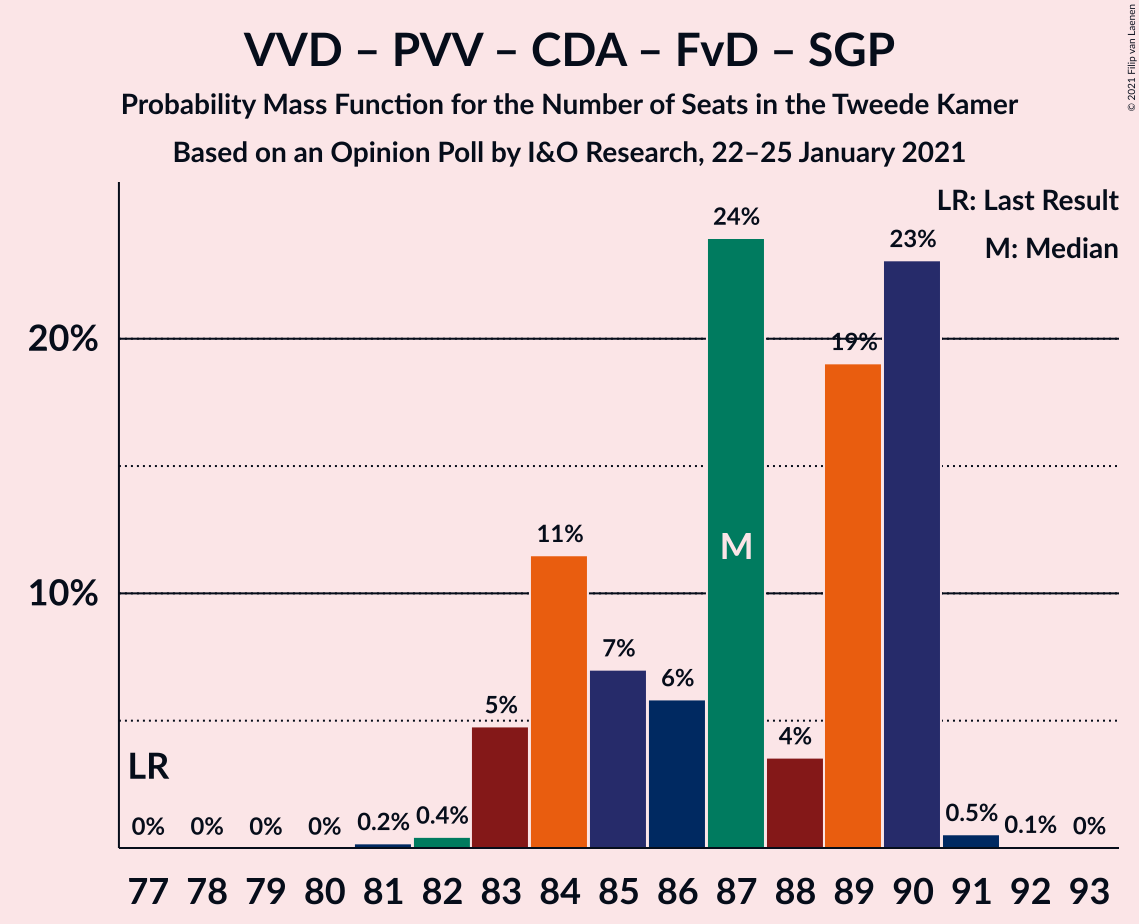 VVD – PVV – CDA – FvD – SGP
Probability Mass Function for the Number of Seats in the Tweede Kamer
Based on an Opinion Poll by I&O Research, 22–25 January 2021
© 2021 Filip van Laenen
LR: Last Result
M: Median
20%
10%
24%
23%
19%
11%
7%
6%
5%
4%
M
LR
0%
0%
0%
0%
0.2%
0.4%
0.5%
0.1%
0%
77 78 79 80 81 82 83 84 85 86 87 88 89 90 91 92 93